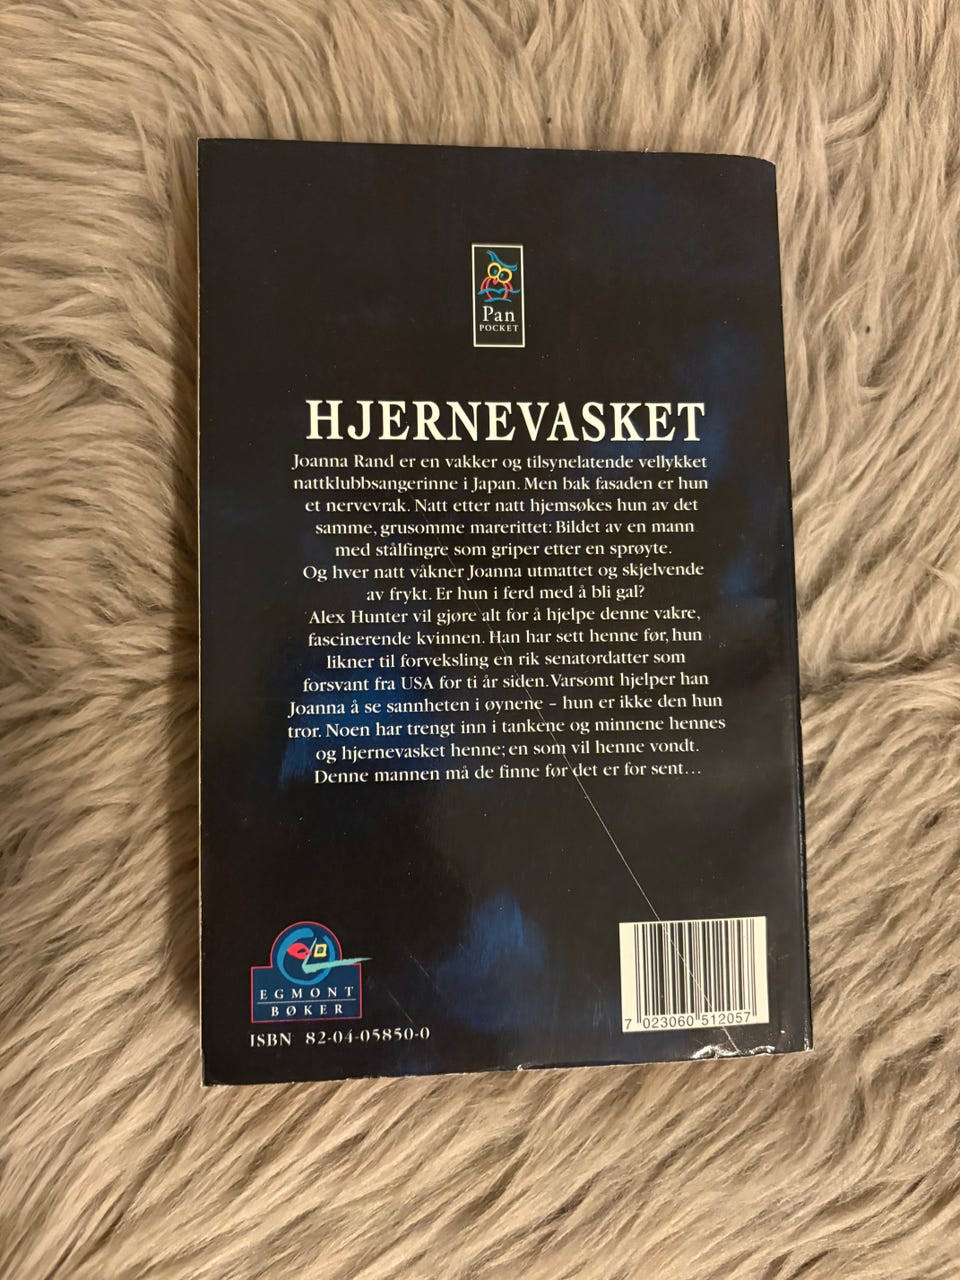 Pan
POCKET
HJERNEVASKET
Joanna Rand er en vakker og tilsynelatende vellykket
nattklubbsangerinne i Japan. Men bak fasaden er hun
et nervevrak. Natt etter natt hjemsøkes hun av det
samme, grusomme marerittet: Bildet av en mann
med stålfingre som griper etter en sprøyte.
Og hver natt våkner Joanna utmattet og skjelvende
av frykt. Er hun i ferd med å bli gal?
Alex Hunter vil gjøre alt for å hjelpe denne vakre,
fascinerende kvinnen. Han har sett henne før, hun
likner til forveksling en rik senatordatter som
forsvant fra USA for ti år siden. Varsomt hjelper han
Joanna å se sannheten i øynene – hun er ikke den hun
tror. Noen har trengt inn i tankene og minnene hennes
og hjernevasket henne; en som vil henne vondt.
Denne mannen må de finne før det er for sent…
EGMONT
BØKER
ISBN 82-04-05850-0
7 023060 512057